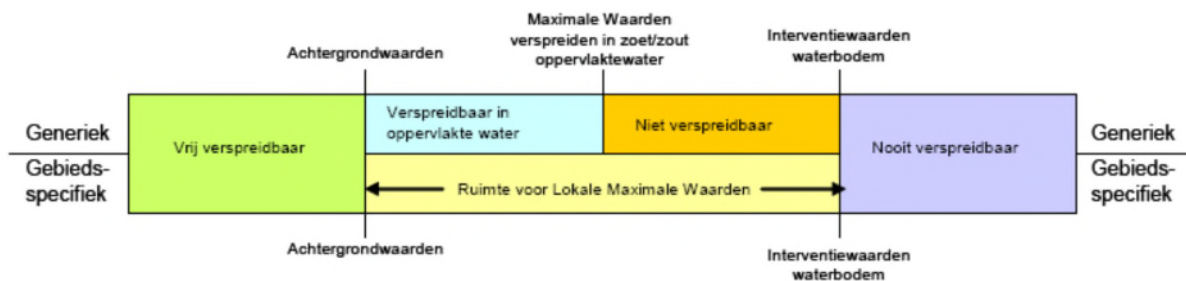 Maximale Waarden
verspreiden in zoet/zout
oppervlaktewater
Achtergrondwaarden
Interventiewaarden
waterbodem
Generiek
Gebieds-
specifiek
Vrij verspreidbaar
Verspreidbaar in
oppervlakte water
Niet verspreidbaar
Nooit verspreidbaar
Ruimte voor Lokale Maximale Waarden
Generiek
Gebieds-
specifiek
Achtergrondwaarden
Interventiewaarden
waterbodem